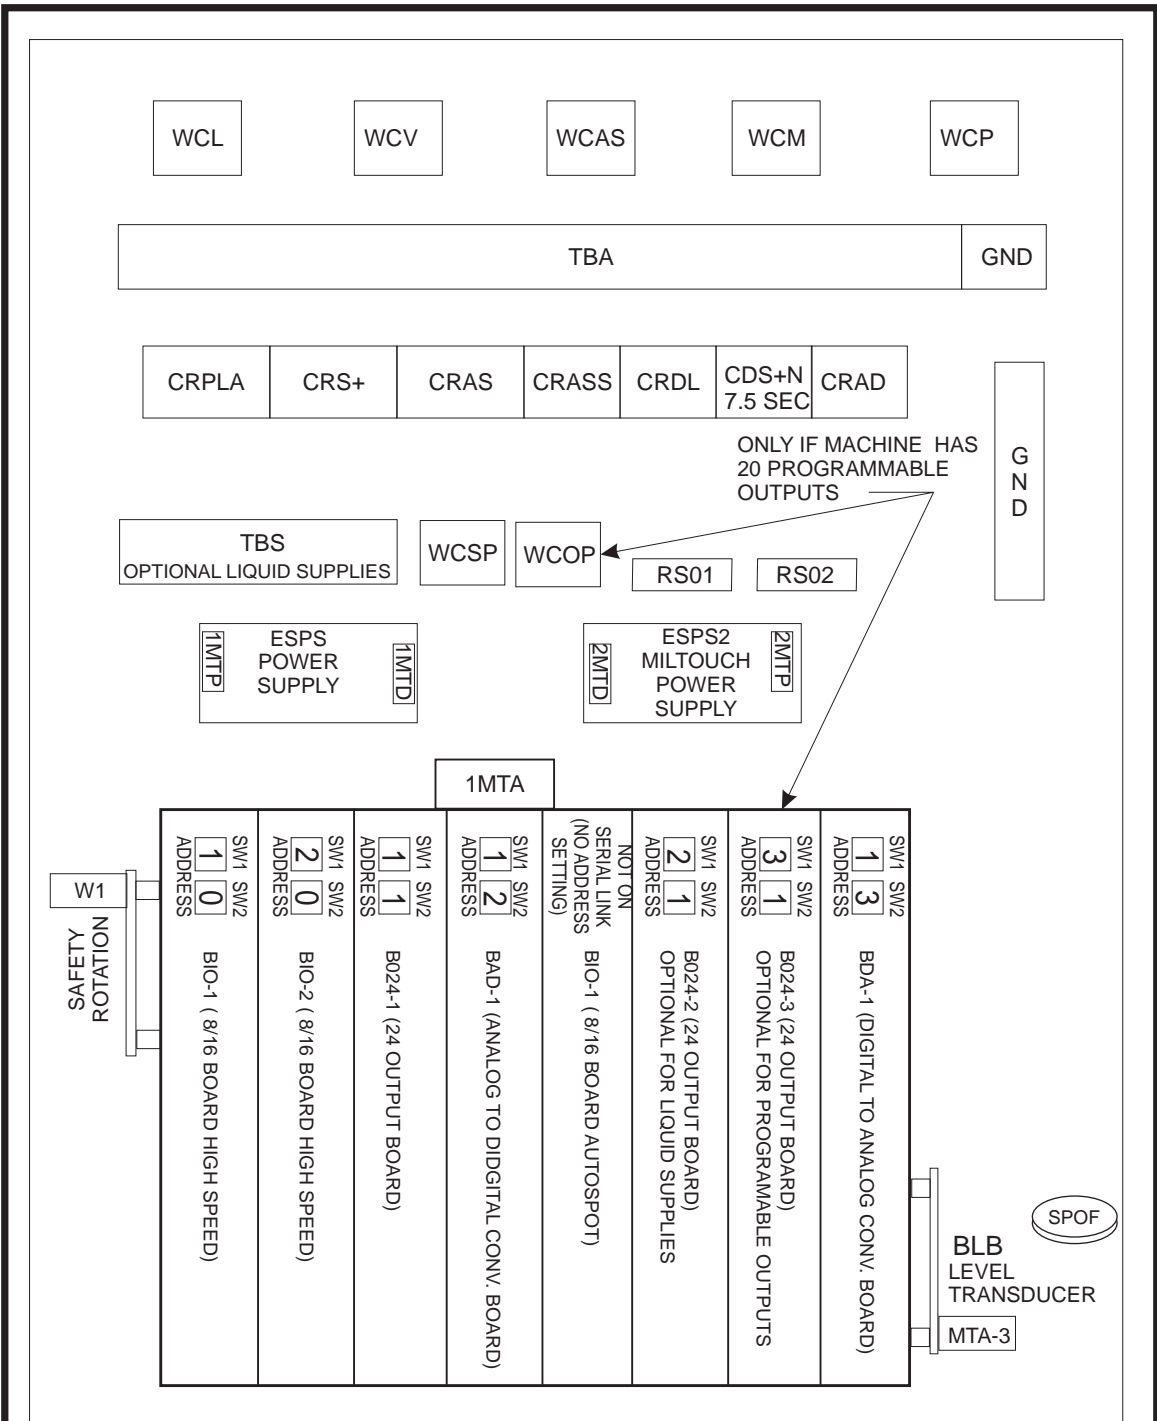 WCL
WCV
WCAS
WCM
WCP
TBA
GND
CRPLA
CRS+
CRAS
CRASS
CRDL
CDS+N
7.5 SEC
CRAD
ONLY IF MACHINE HAS
20 PROGRAMMABLE
OUTPUTS
G
N
D
TBS
OPTIONAL LIQUID SUPPLIES
WCSP
WCOP
RS01
RS02
1MTP
ESPS
POWER
SUPPLY
1MTD
2MTD
ESPS2
MILTOUCH
POWER
SUPPLY
2MTP
1MTA
W1
SAFETY
ROTATION
SW1 SW2
1 0
ADDRESS
BIO-1 ( 8/16 BOARD HIGH SPEED)
SW1 SW2
2 0
ADDRESS
BIO-2 ( 8/16 BOARD HIGH SPEED)
SW1 SW2
1 1
ADDRESS
B024-1 (24 OUTPUT BOARD)
SW1 SW2
1 2
ADDRESS
BAD-1 (ANALOG TO DIDGITAL CONV. BOARD)
NOT ON
SERIAL LINK
(NO ADDRESS
SETTING)
BIO-1 ( 8/16 BOARD AUTOSPOT)
SW1 SW2
2 1
ADDRESS
B024-2 (24 OUTPUT BOARD)
OPTIONAL FOR LIQUID SUPPLIES
SW1 SW2
3 1
ADDRESS
B024-3 (24 OUTPUT BOARD)
OPTIONAL FOR PROGRAMABLE OUTPUTS
SW1 SW2
1 3
ADDRESS
BDA-1 (DIGITAL TO ANALOG CONV. BOARD)
SPOF
BLB
LEVEL
TRANSDUCER
MTA-3